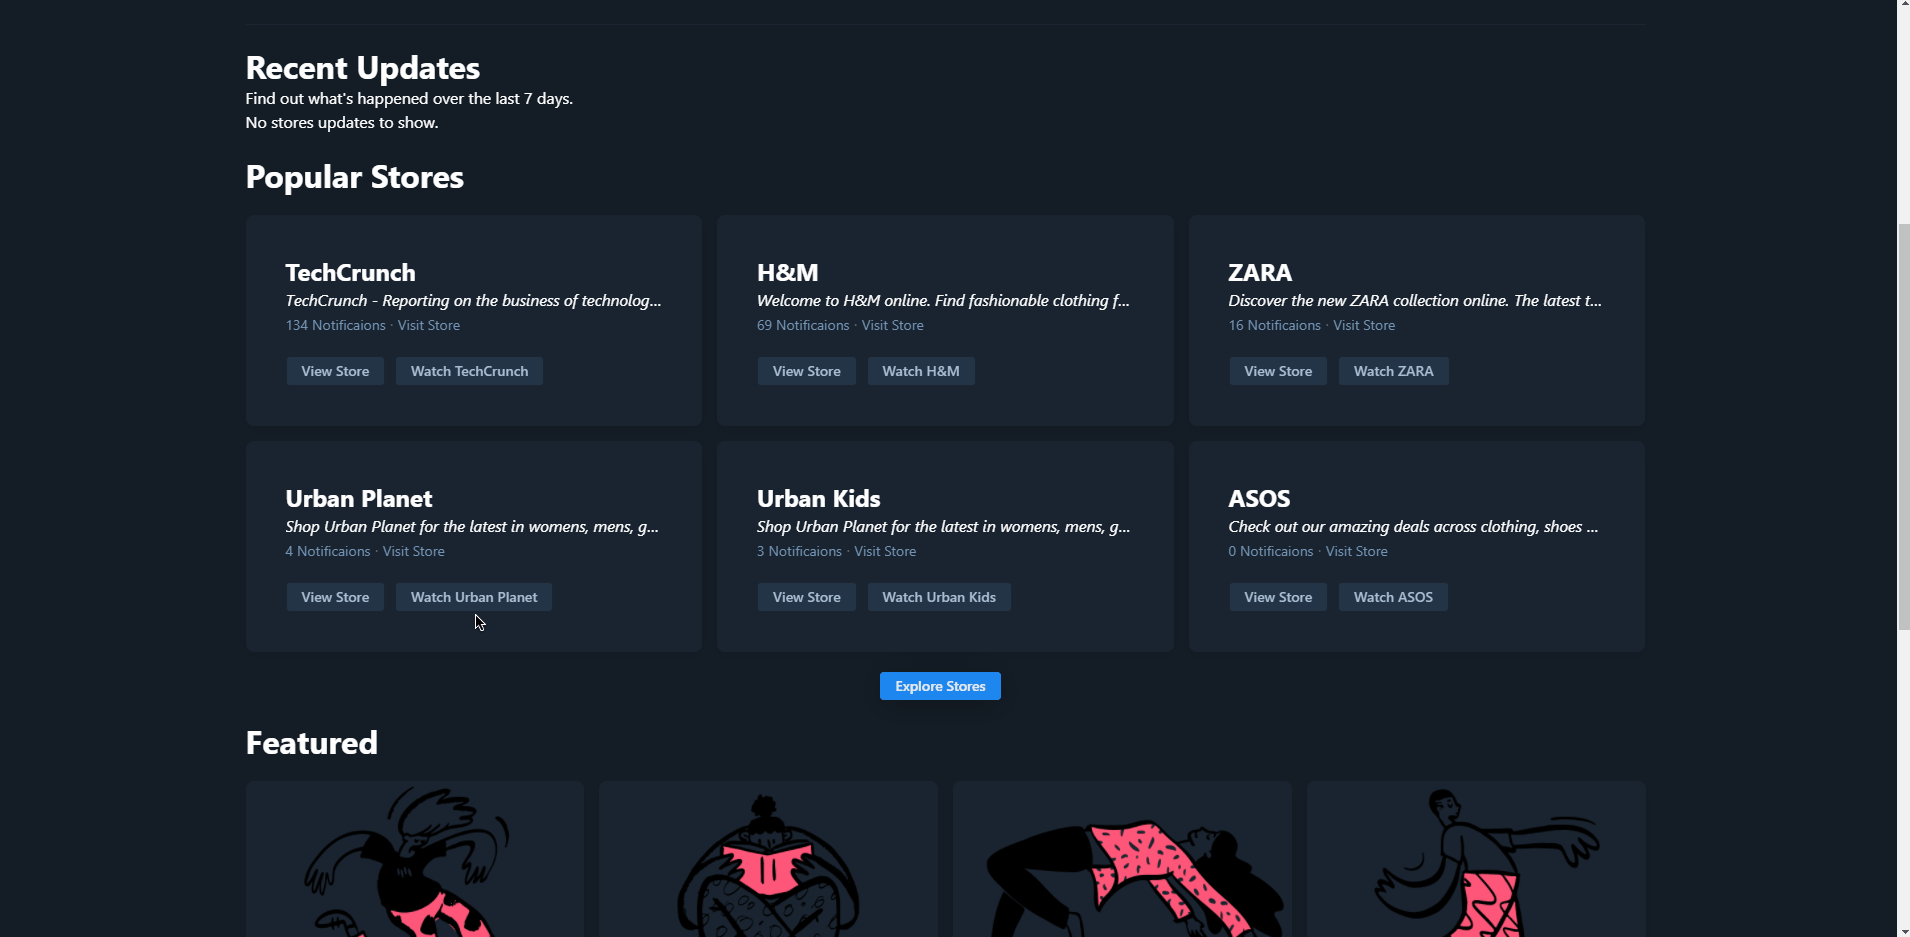 Recent Updates
Find out what's happened over the last 7 days.
No stores updates to show.
Popular Stores
TechCrunch
TechCrunch - Reporting on the business of technolog...
134 Notificaions · Visit Store
View Store
Watch TechCrunch
H&M
Welcome to H&M online. Find fashionable clothing f...
69 Notificaions · Visit Store
View Store
Watch H&M
ZARA
Discover the new ZARA collection online. The latest t...
16 Notificaions · Visit Store
View Store
Watch ZARA
Urban Planet
Shop Urban Planet for the latest in womens, mens, g...
4 Notificaions · Visit Store
View Store
Watch Urban Planet
Urban Kids
Shop Urban Planet for the latest in womens, mens, g...
3 Notificaions · Visit Store
View Store
Watch Urban Kids
ASOS
Check out our amazing deals across clothing, shoes ...
0 Notificaions · Visit Store
View Store
Watch ASOS
Explore Stores
Featured